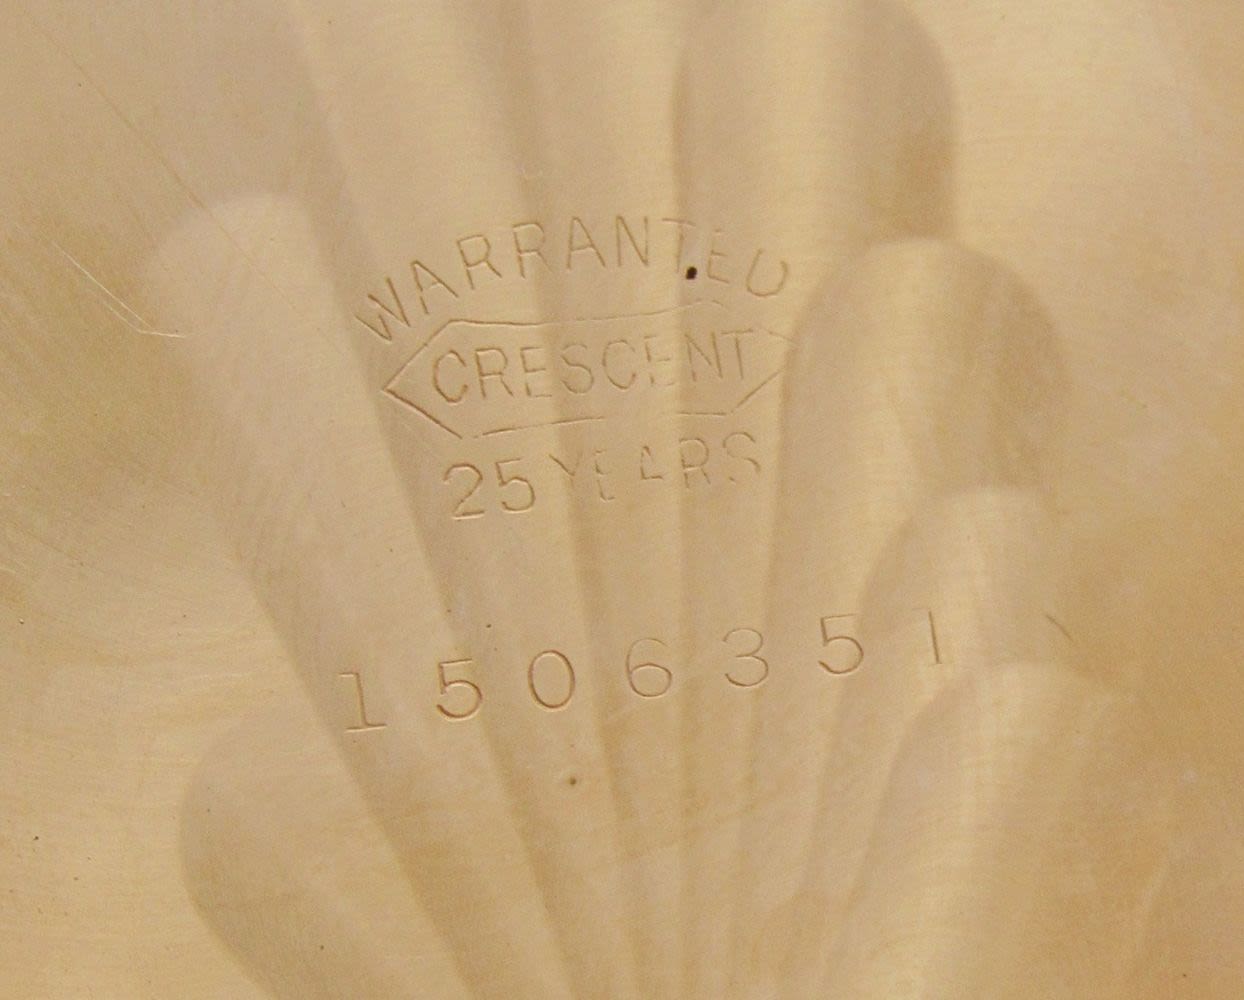 WARRANTED
CRESCENT
25 YEARS
1506351